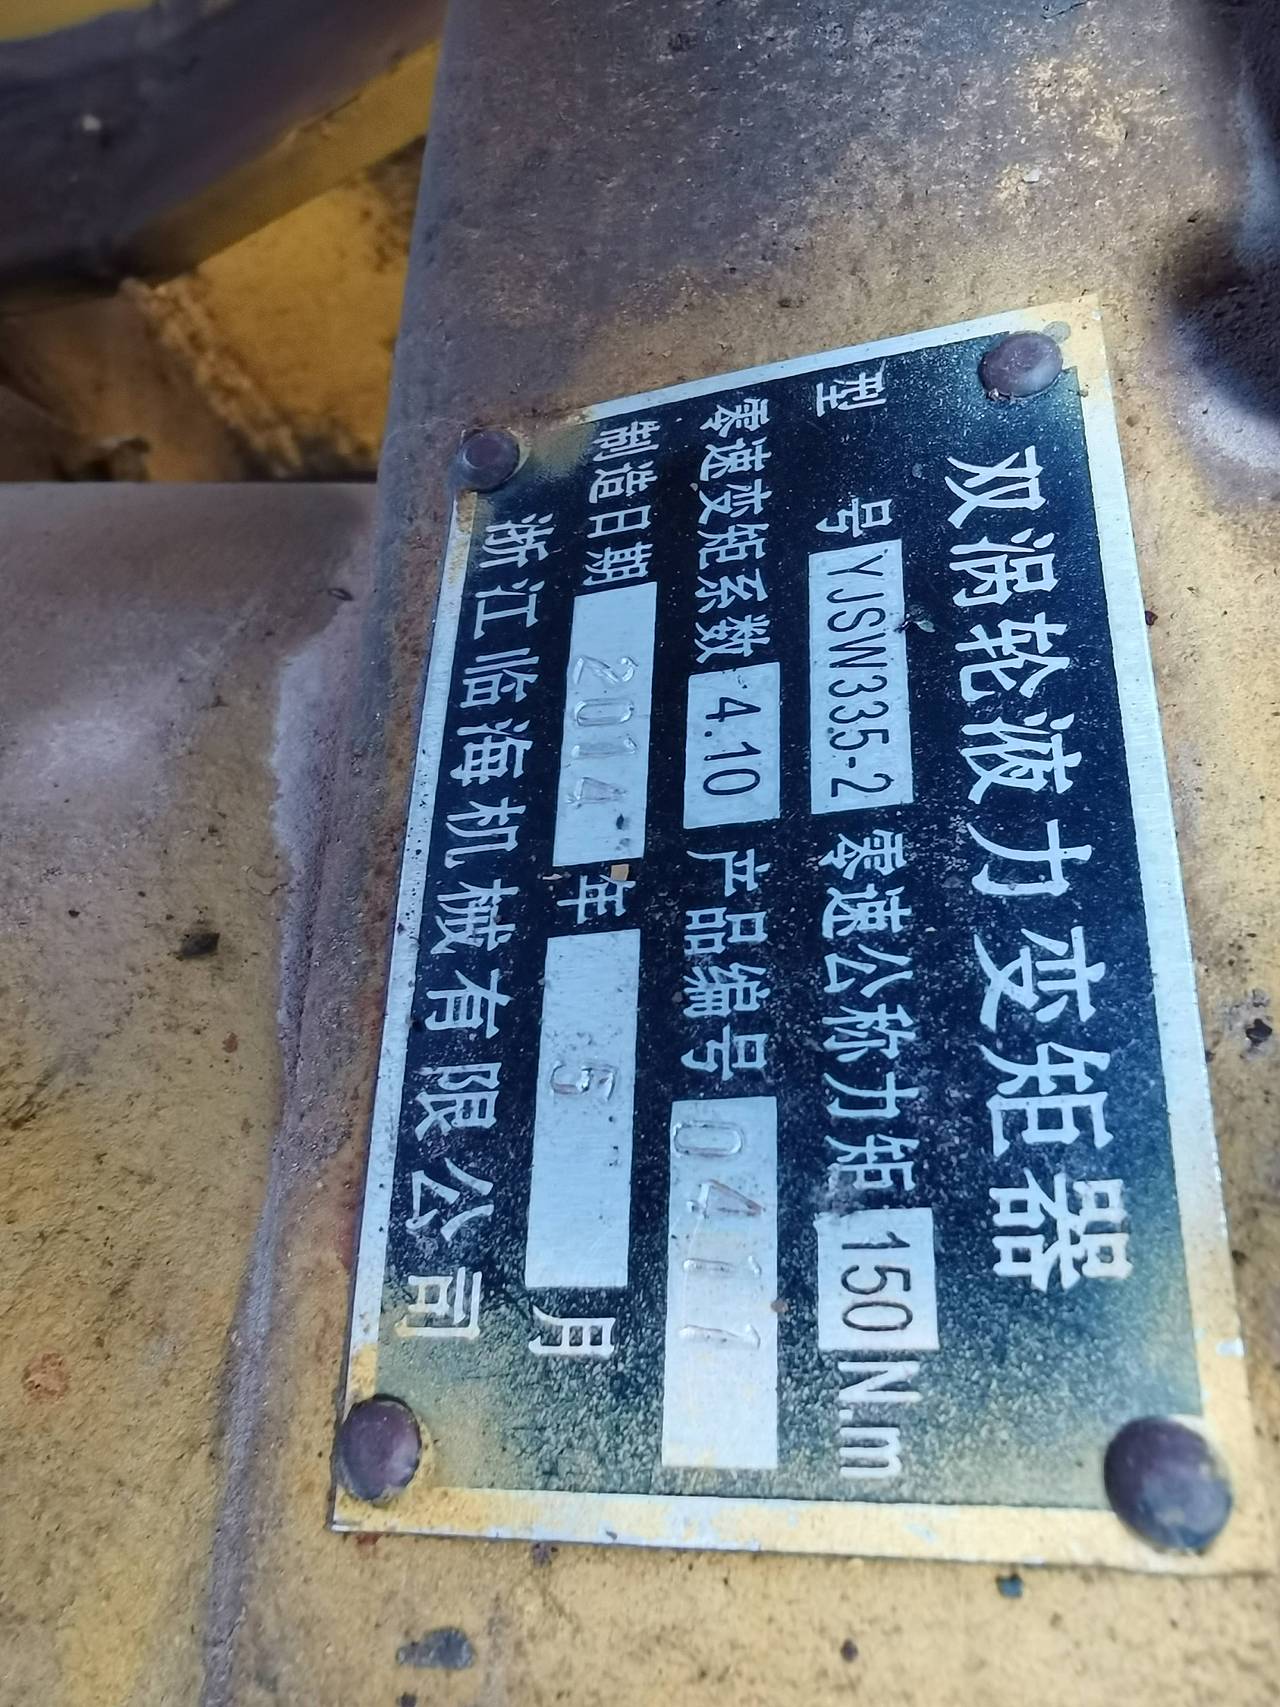 双涡轮液力变矩器
型 号 YJSW335-2 零速公称力矩 150 N.m
零速变矩系数 4.10 产品编号 0411
制造日期 2014 年 5 月
浙江临海机械有限公司